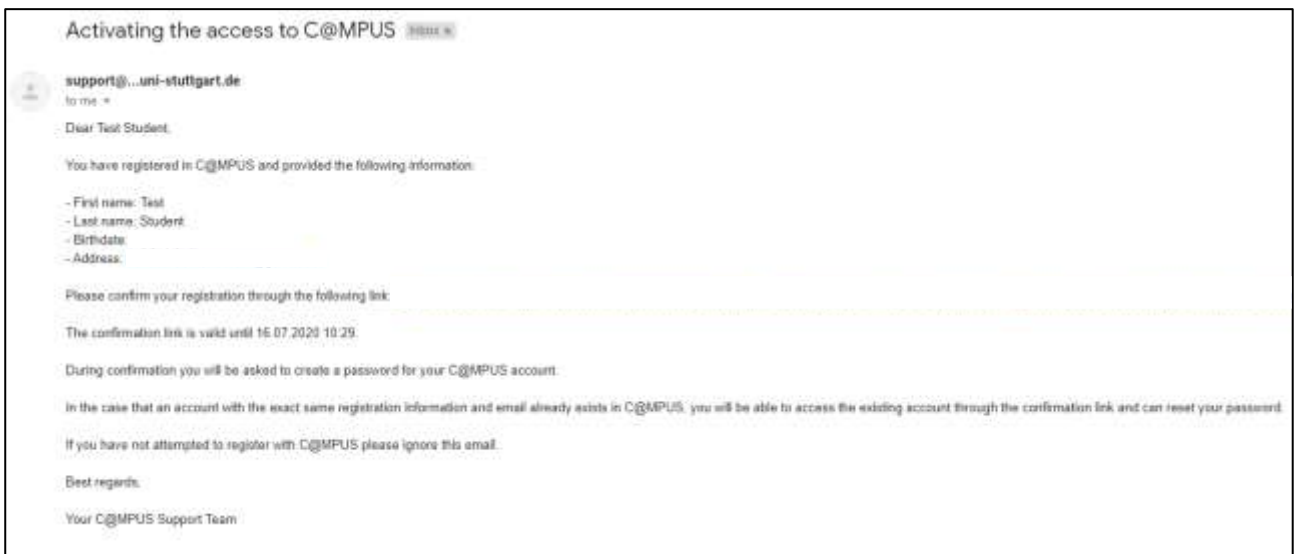 Activating the access to C@MPUS Inbox x
support@...uni-stuttgart.de
to me
Dear Test Student,
You have registered in C@MPUS and provided the following information:
- First name: Test
- Last name: Student
- Birthdate:
- Address:
Please confirm your registration through the following link:
The confirmation link is valid until 16.07.2020 10:29.
During confirmation you will be asked to create a password for your C@MPUS account.
In the case that an account with the exact same registration information and email already exists in C@MPUS, you will be able to access the existing account through the confirmation link and can reset your password.
If you have not attempted to register with C@MPUS please ignore this email.
Best regards,
Your C@MPUS Support Team